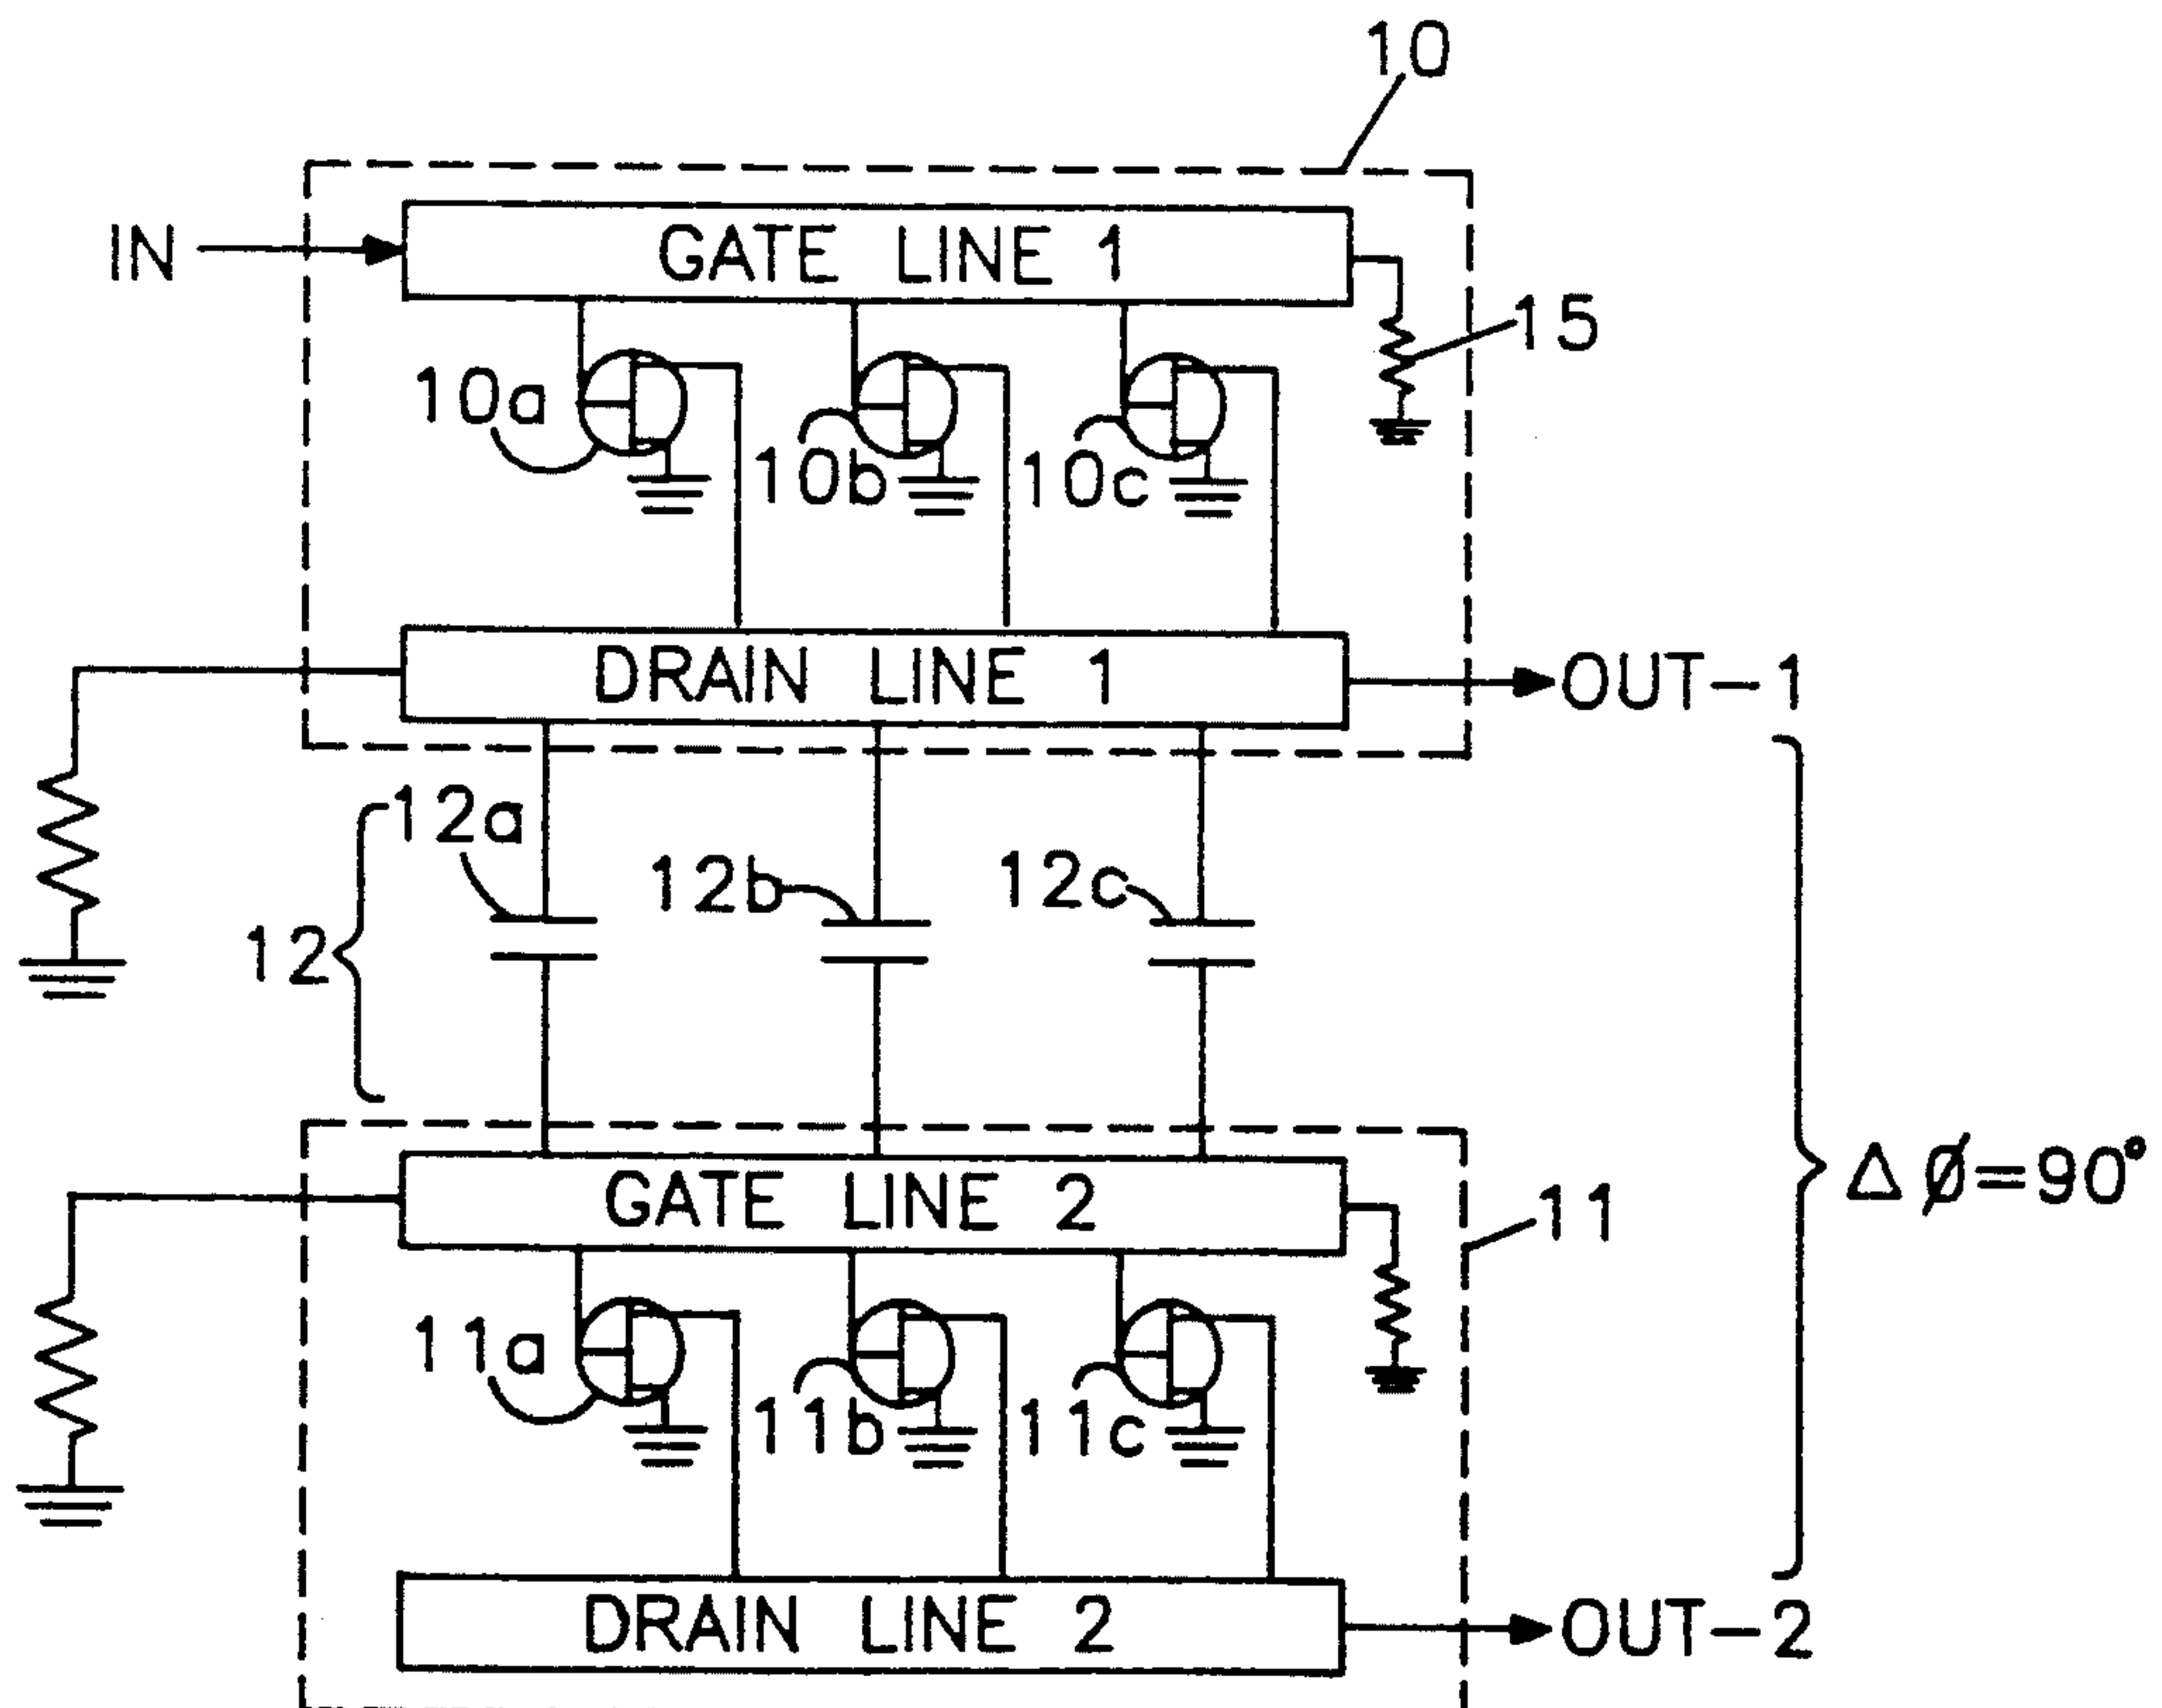 10
IN
GATE LINE 1
15
10a
10b
10c
DRAIN LINE 1
OUT-1
12a
12b
12c
12
Δ Ø=90°
GATE LINE 2
11
11a
11b
11c
DRAIN LINE 2
OUT-2